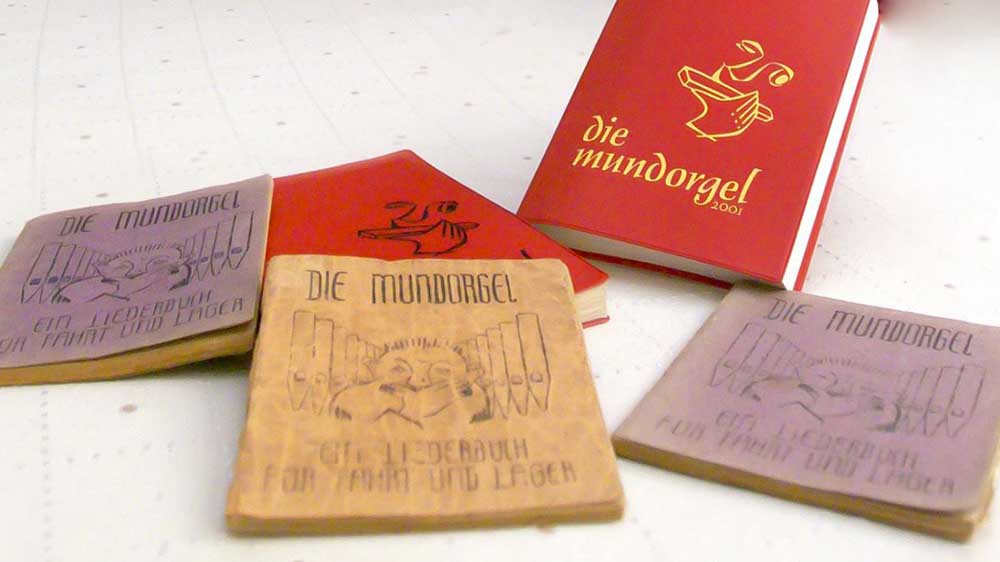 die
mundorgel
2001
DIE MUNDORGEL
EIN LIEDERBUCH
FÜR FAHRT UND LAGER
DIE MUNDORGEL
EIN LIEDERBUCH
FÜR FAHRT UND LAGER
DIE MUNDORGEL
EIN LIEDERBUCH
FÜR FAHRT UND LAGER